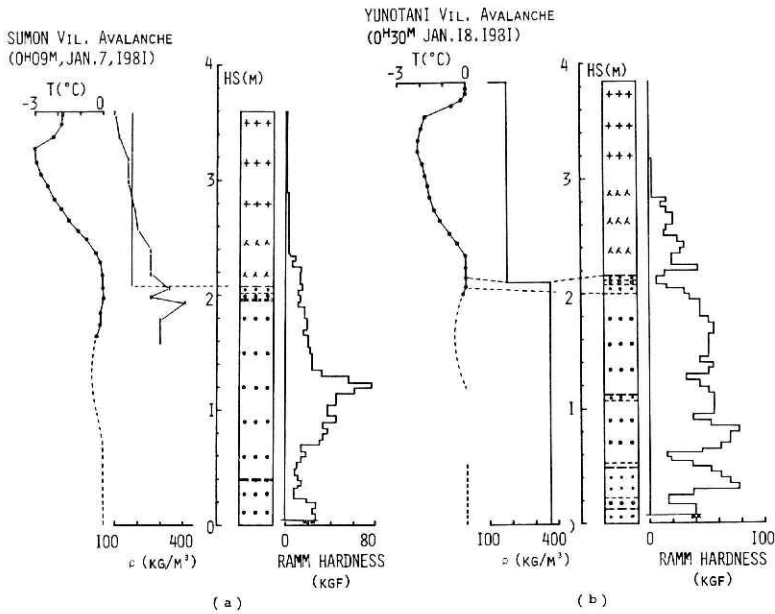 SUMON VIL. AVALANCHE
(0H09M, JAN.7,1981)
T(°C)
-3 0
HS(M)
4
3
2
1
0
100 400
ρ (KG/M³)
0 80
RAMM HARDNESS
(KGF)
(a)
YUNOTANI VIL. AVALANCHE
(0H30M JAN.18.1981)
-3 0
T(°C)
HS(M)
4
3
2
1
100 400
ρ (KG/M³)
0 100
RAMM HARDNESS
(KGF)
(b)